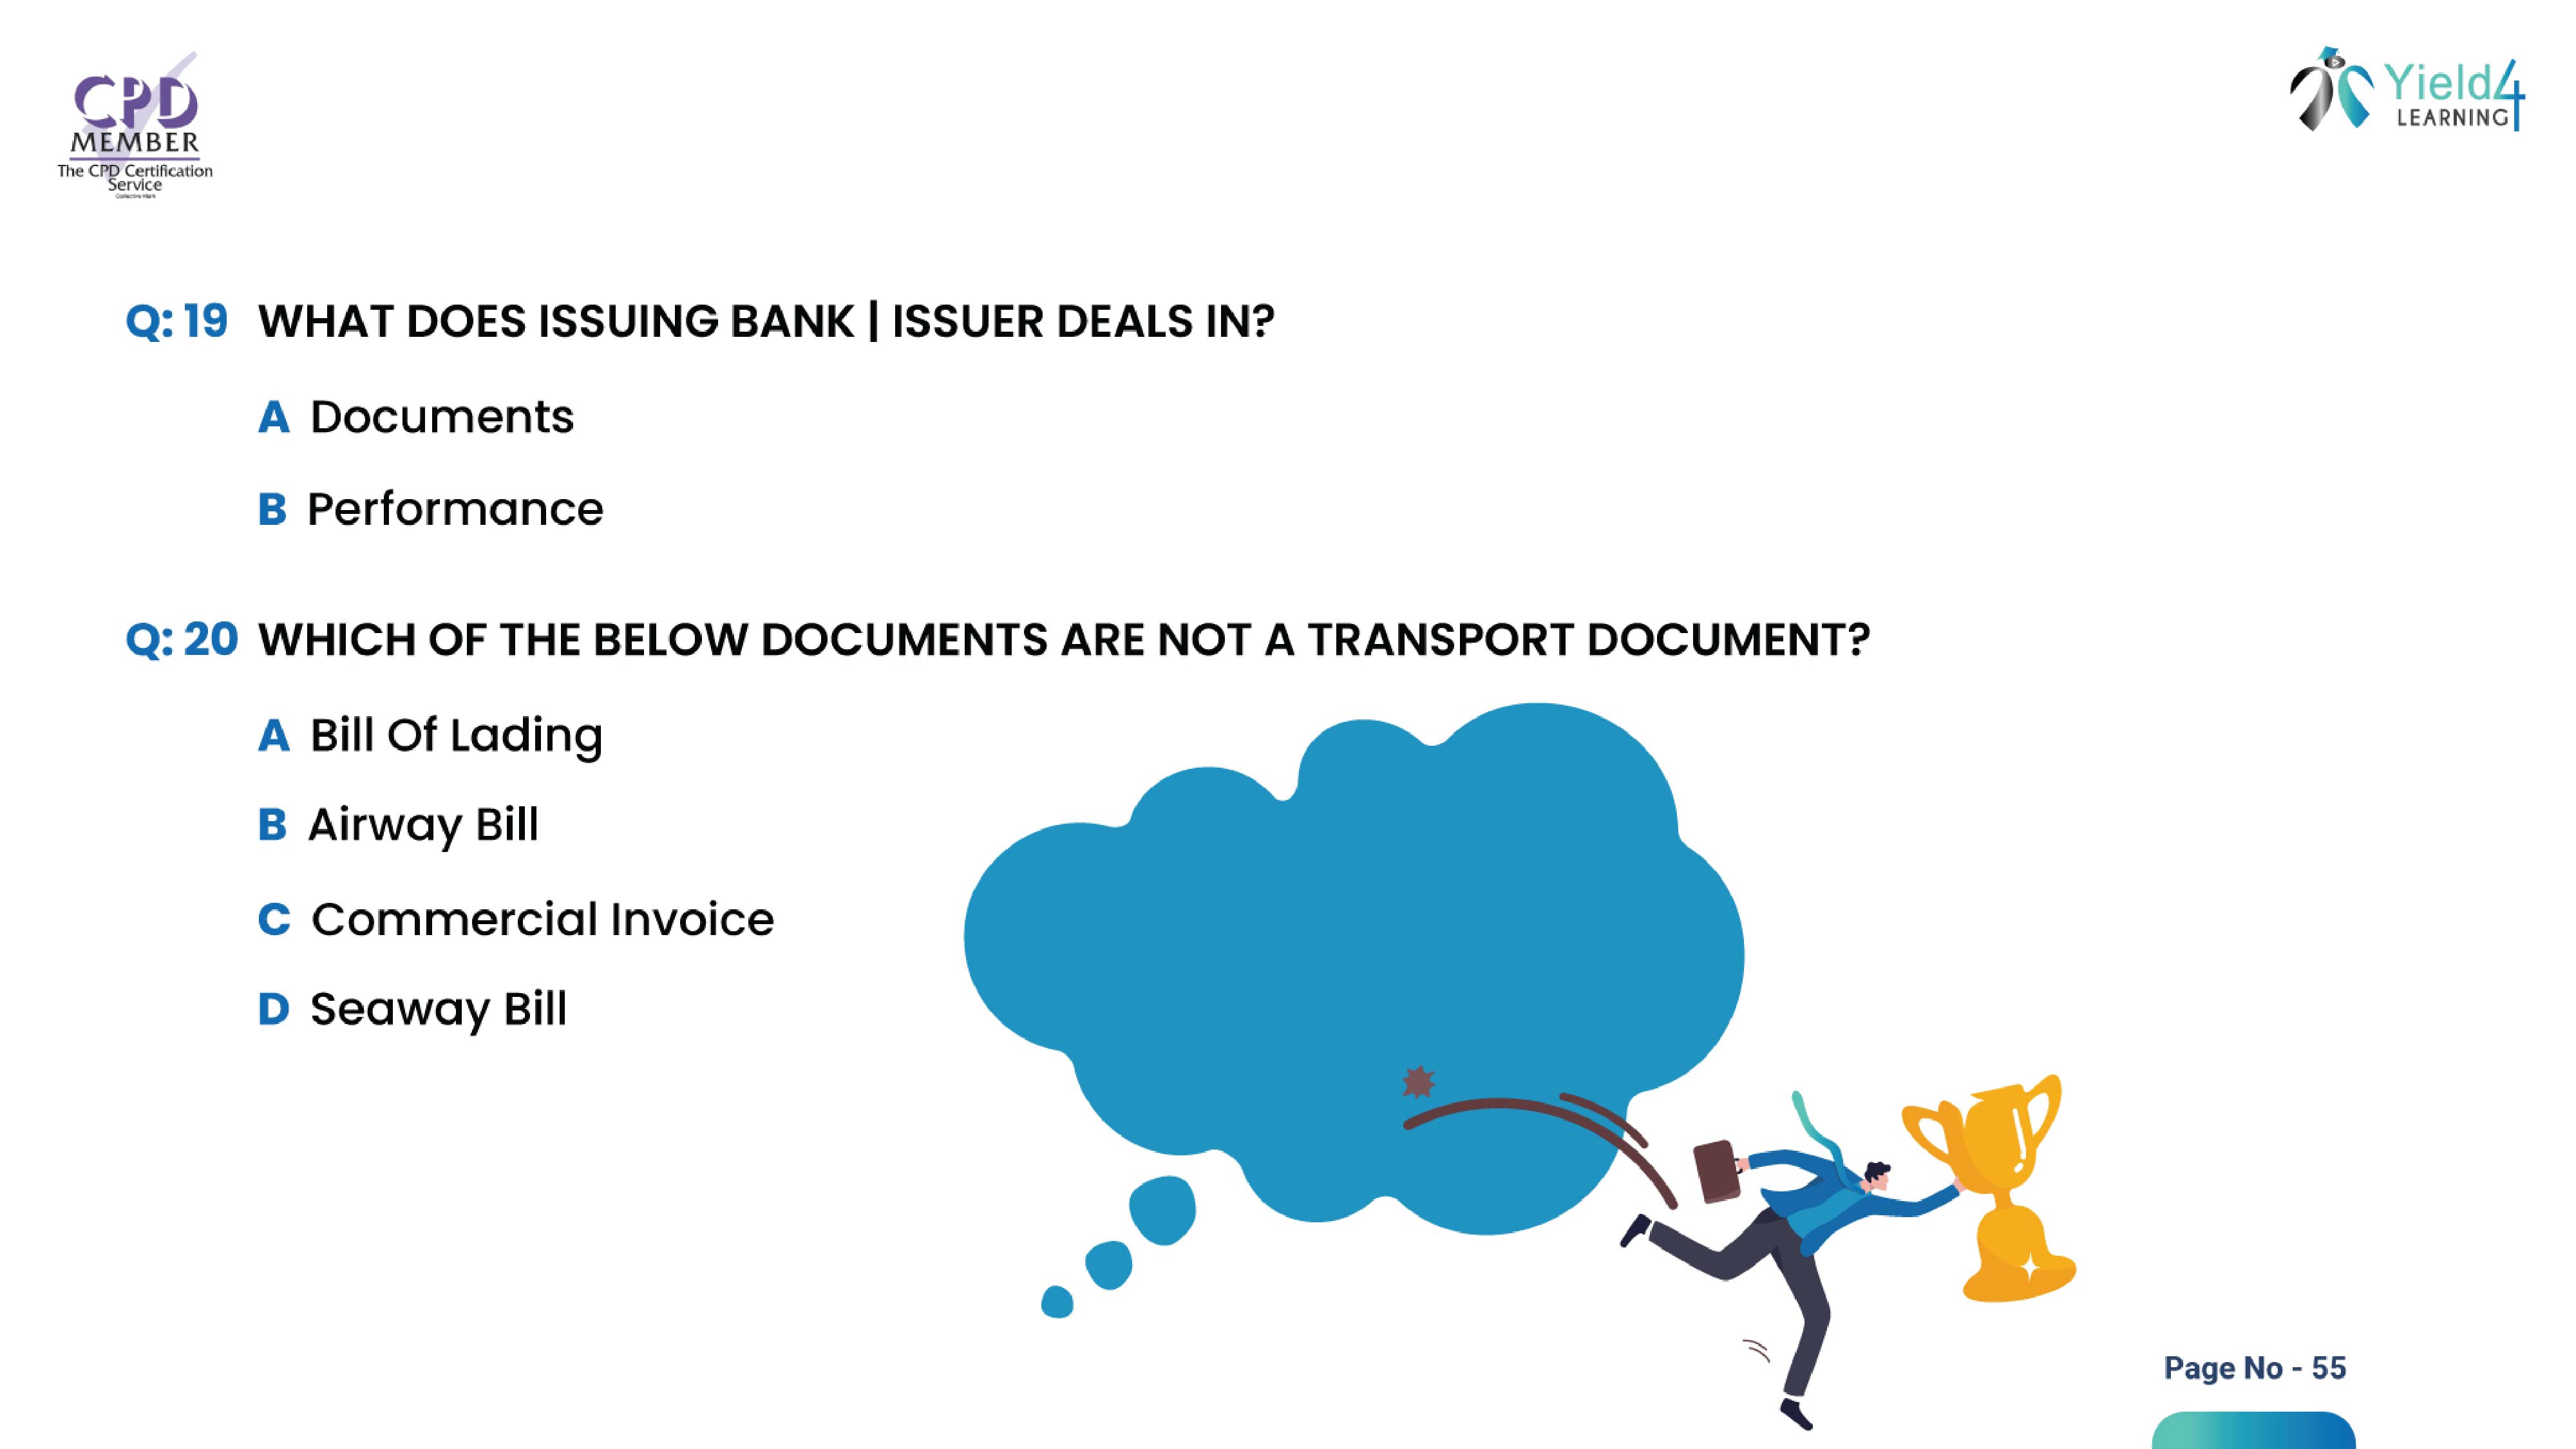 CPD
MEMBER
The CPD Certification
Service
Collective Mark
Yield4
LEARNING
Q: 19 WHAT DOES ISSUING BANK | ISSUER DEALS IN?
A Documents
B Performance
Q: 20 WHICH OF THE BELOW DOCUMENTS ARE NOT A TRANSPORT DOCUMENT?
A Bill Of Lading
B Airway Bill
C Commercial Invoice
D Seaway Bill
Page No - 55